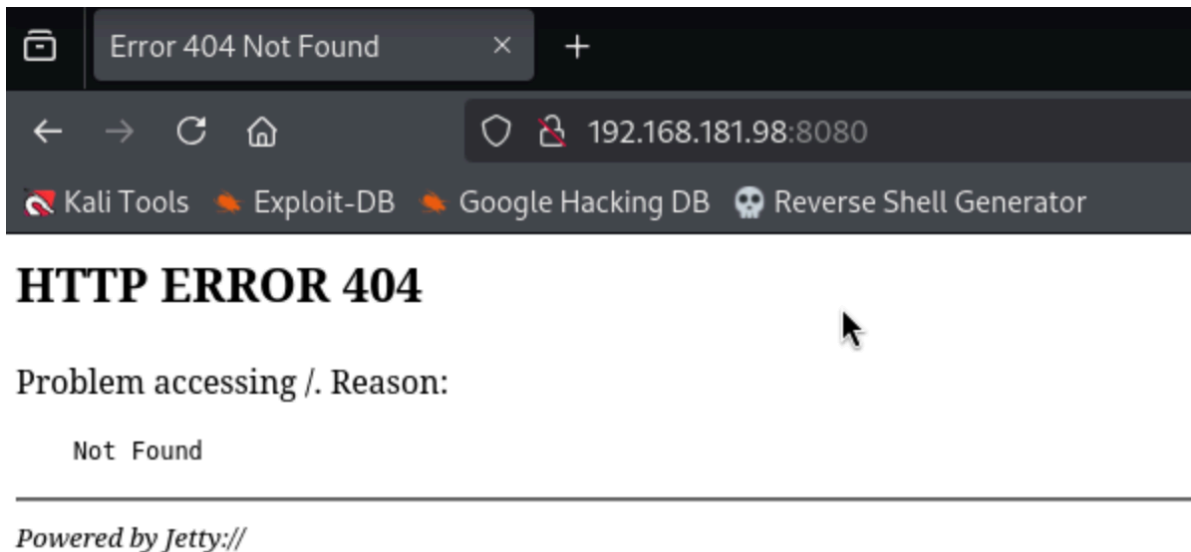 Error 404 Not Found
192.168.181.98:8080
Kali Tools Exploit-DB Google Hacking DB Reverse Shell Generator
HTTP ERROR 404
Problem accessing /. Reason:
Not Found
Powered by Jetty://